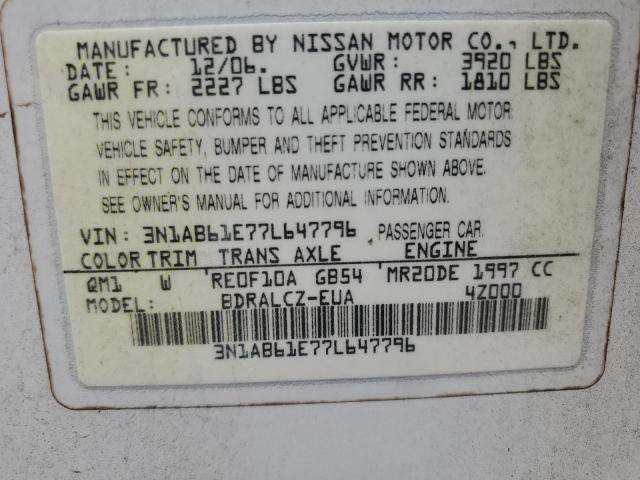 MANUFACTURED BY NISSAN MOTOR CO., LTD.
DATE: 12/06. GVWR: 3920 LBS
GAWR FR: 2227 LBS GAWR RR: 1810 LBS
THIS VEHICLE CONFORMS TO ALL APPLICABLE FEDERAL MOTOR
VEHICLE SAFETY, BUMPER AND THEFT PREVENTION STANDARDS
IN EFFECT ON THE DATE OF MANUFACTURE SHOWN ABOVE.
SEE OWNER'S MANUAL FOR ADDITIONAL INFORMATION.
VIN: 3N1AB61E77L647796 PASSENGER CAR
COLOR TRIM TRANS AXLE ENGINE
QM1 W RE0F10A GB54 MR20DE 1997 CC
MODEL: BDRALCZ-EUA 4Z000
3N1AB61E77L647796